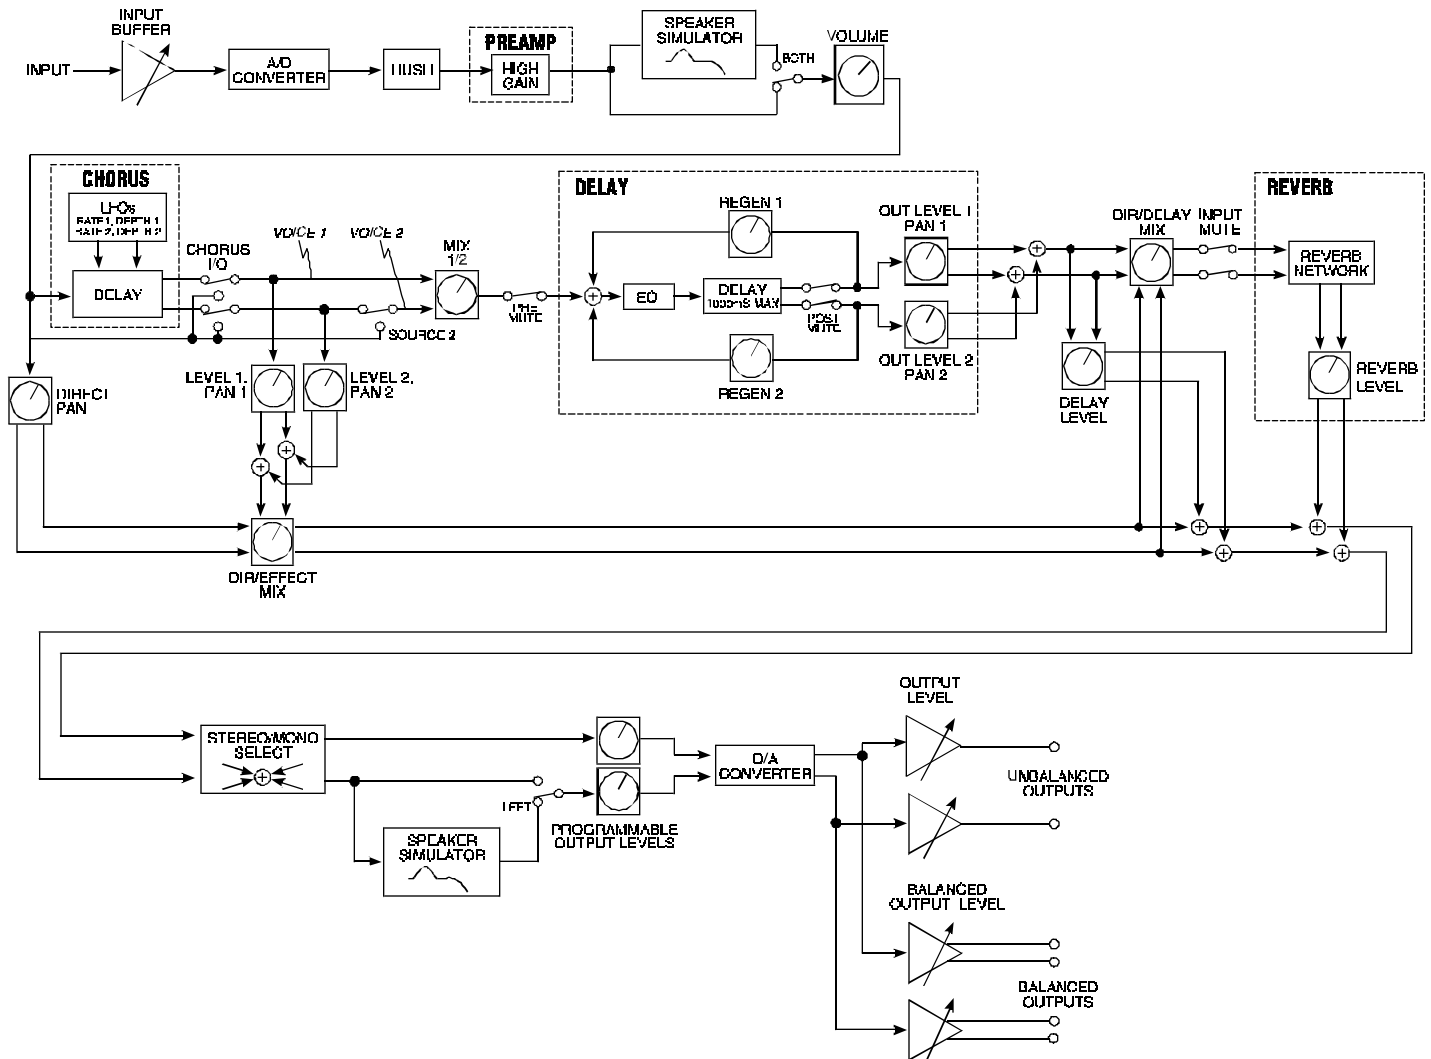 INPUT
BUFFER
INPUT
A/D
CONVERTER
HUSH
PREAMP
HIGH
GAIN
SPEAKER
SIMULATOR
BOTH
VOLUME
CHORUS
LFOs
RATE 1, DEPTH 1
RATE 2, DEPTH 2
DELAY
CHORUS
I/O
VOICE 1
VOICE 2
MIX
1/2
SOURCE 2
PRE
MUTE
DELAY
REGEN 1
EQ
DELAY
1000mS MAX
POST
MUTE
REGEN 2
OUT LEVEL 1
PAN 1
OUT LEVEL 2
PAN 2
DIR/DELAY
MIX
INPUT
MUTE
REVERB
REVERB
NETWORK
REVERB
LEVEL
DELAY
LEVEL
DIRECT
PAN
LEVEL 1,
PAN 1
LEVEL 2,
PAN 2
DIR/EFFECT
MIX
STEREO/MONO
SELECT
LEFT
SPEAKER
SIMULATOR
PROGRAMMABLE
OUTPUT LEVELS
D/A
CONVERTER
OUTPUT
LEVEL
UNBALANCED
OUTPUTS
BALANCED
OUTPUT LEVEL
BALANCED
OUTPUTS